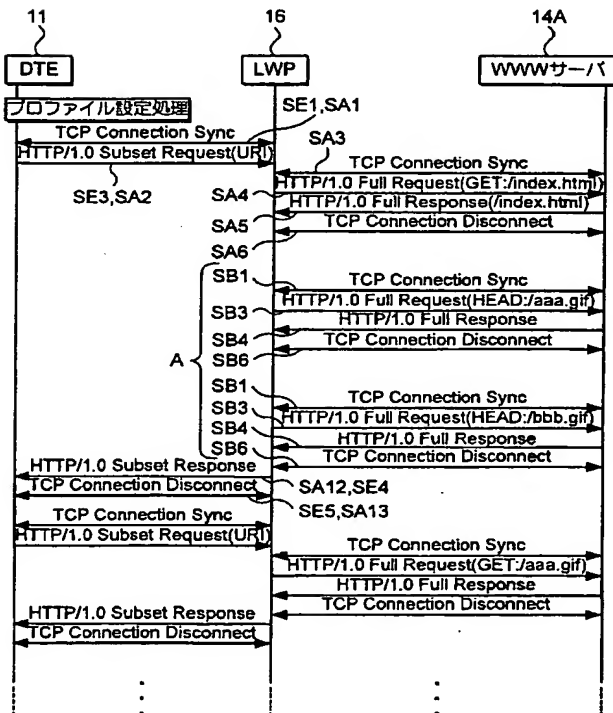 11 16 14A
DTE LWP WWWサーバ
プロファイル設定処理
SE1,SA1
TCP Connection Sync
SA3
HTTP/1.0 Subset Request(URI)
TCP Connection Sync
SE3,SA2
SA4
HTTP/1.0 Full Request(GET:/index.html)
HTTP/1.0 Full Response(/index.html)
SA5
TCP Connection Disconnect
SA6
SB1
TCP Connection Sync
HTTP/1.0 Full Request(HEAD:/aaa.gif)
SB3
HTTP/1.0 Full Response
SB4
TCP Connection Disconnect
A
SB6
SB1
TCP Connection Sync
SB3
HTTP/1.0 Full Request(HEAD:/bbb.gif)
SB4
HTTP/1.0 Full Response
SB6
TCP Connection Disconnect
HTTP/1.0 Subset Response
SA12,SE4
TCP Connection Disconnect
SE5,SA13
TCP Connection Sync
HTTP/1.0 Subset Request(URI)
TCP Connection Sync
HTTP/1.0 Full Request(GET:/aaa.gif)
HTTP/1.0 Full Response
HTTP/1.0 Subset Response
TCP Connection Disconnect
TCP Connection Disconnect